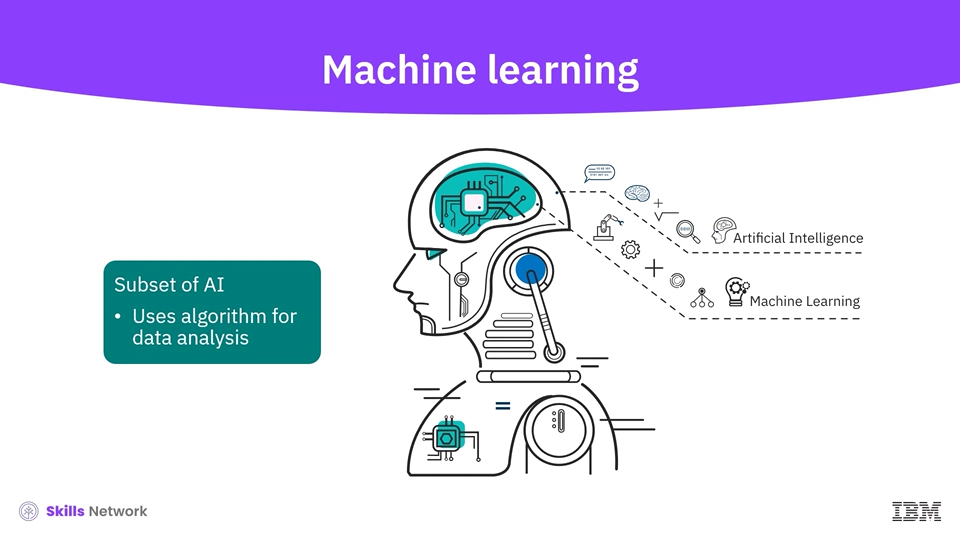 Machine learning
Artificial Intelligence
Subset of AI
• Uses algorithm for
data analysis
Machine Learning
Skills Network
IBM